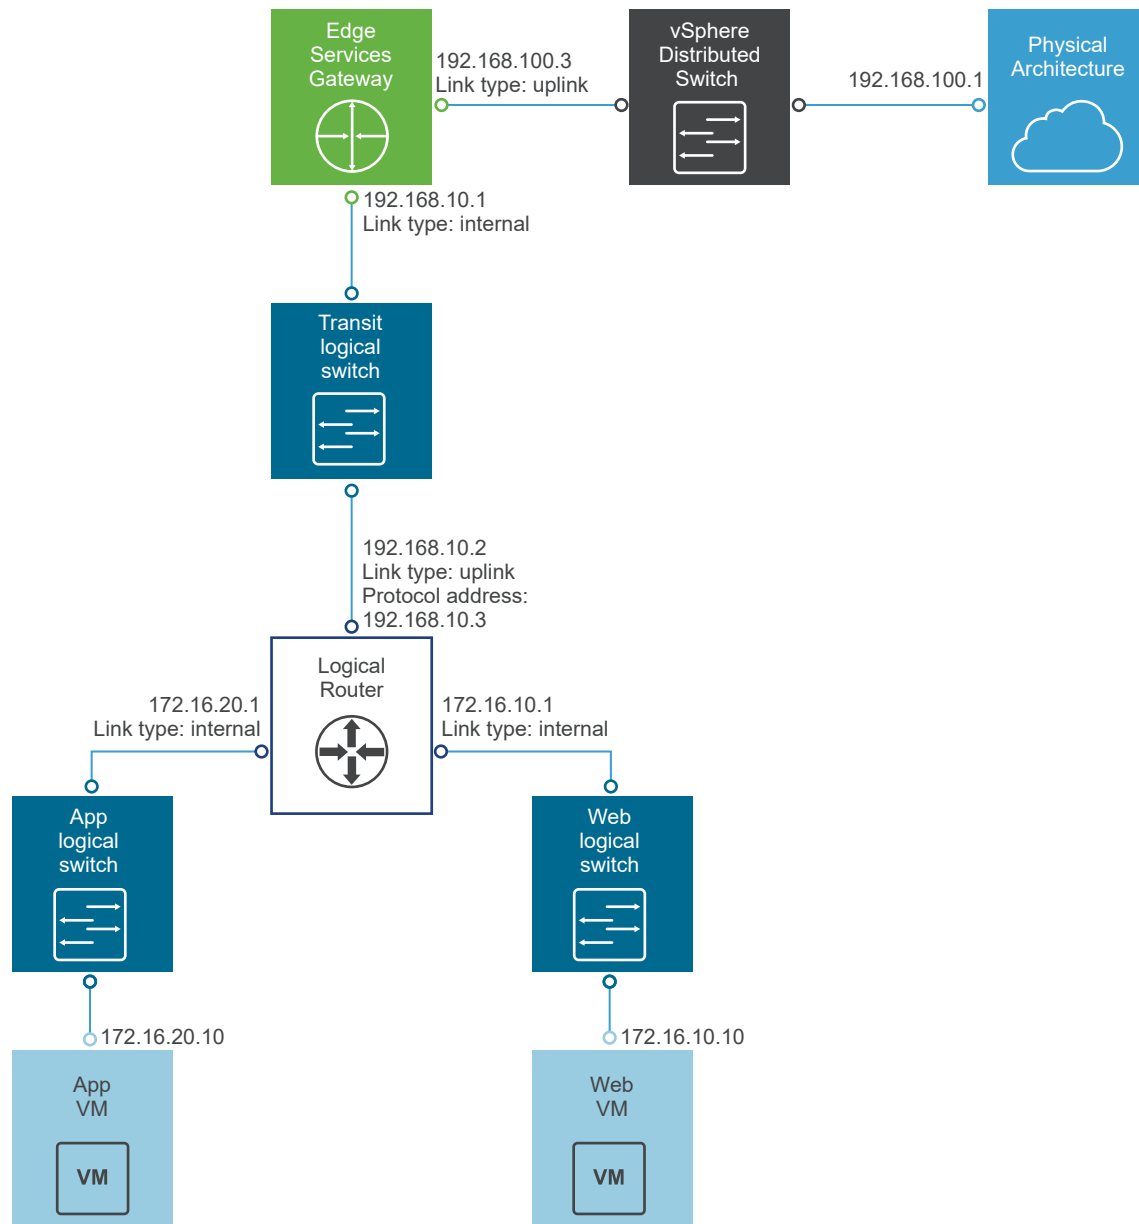 Edge
Services
Gateway
192.168.100.3
Link type: uplink
vSphere
Distributed
Switch
192.168.100.1
Physical
Architecture
192.168.10.1
Link type: internal
Transit
logical
switch
192.168.10.2
Link type: uplink
Protocol address:
192.168.10.3
Logical
Router
172.16.20.1
Link type: internal
172.16.10.1
Link type: internal
App
logical
switch
Web
logical
switch
172.16.20.10
172.16.10.10
App
VM
VM
Web
VM
VM